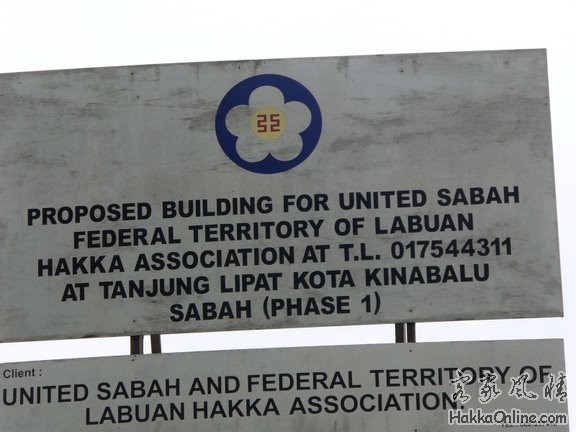 PROPOSED BUILDING FOR UNITED SABAH
FEDERAL TERRITORY OF LABUAN
HAKKA ASSOCIATION AT T.L. 017544311
AT TANJUNG LIPAT KOTA KINABALU
SABAH (PHASE 1)
Client :
UNITED SABAH AND FEDERAL TERRITORY OF
LABUAN HAKKA ASSOCIATION
客家风情
HakkaOnline.com